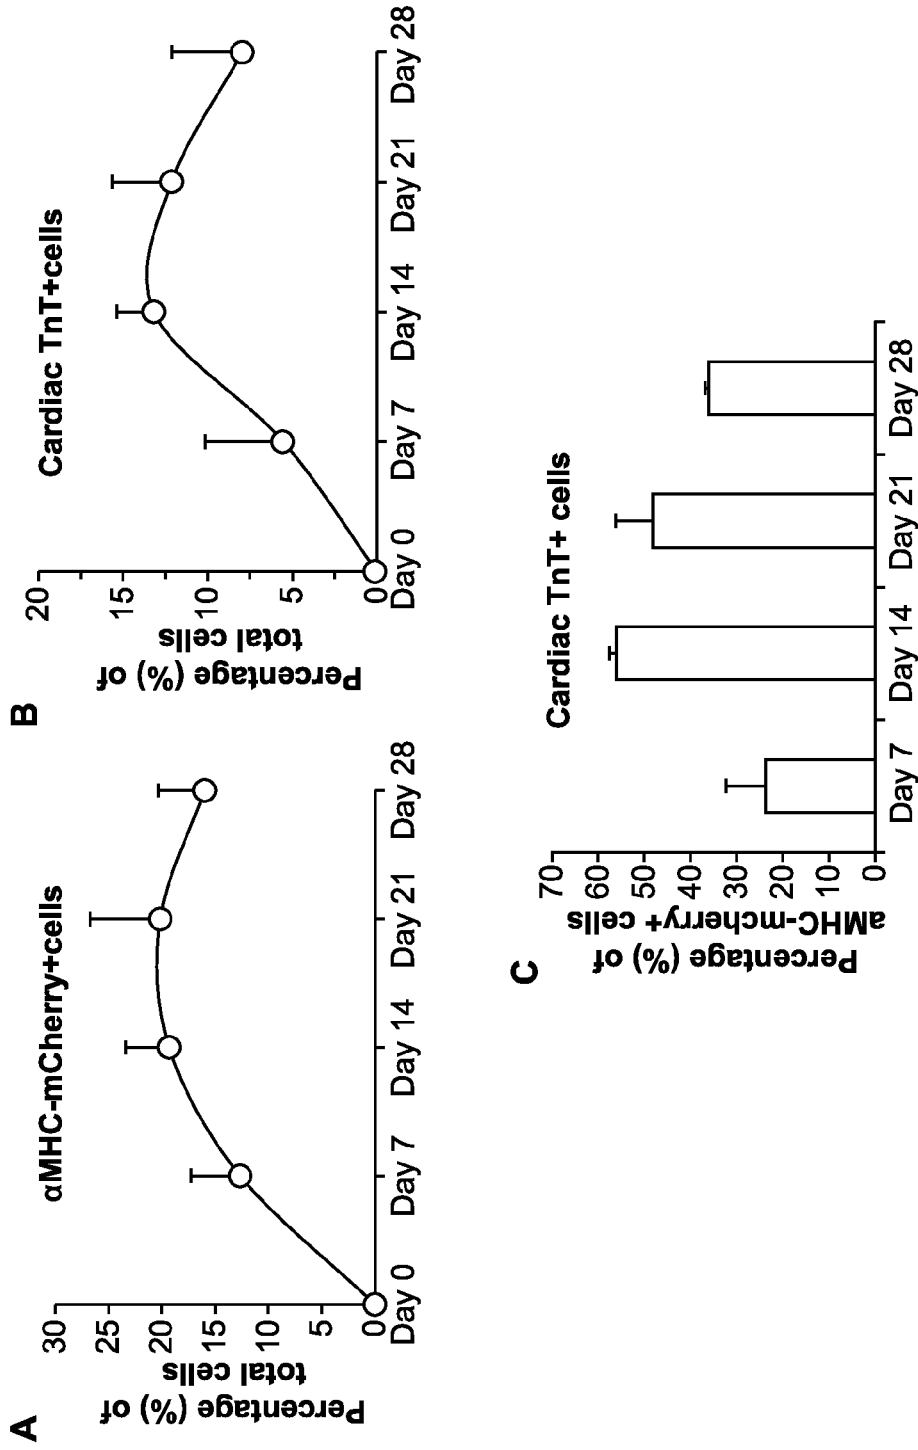 A
αMHC-mCherry+cells
Percentage (%) of
total cells
30
25
20
15
10
5
0
Day 0
Day 7
Day 14
Day 21
Day 28
B
Cardiac TnT+cells
Percentage (%) of
total cells
20
15
10
5
0
Day 0
Day 7
Day 14
Day 21
Day 28
C
Cardiac TnT+ cells
Percentage (%) of
aMHC-mcherry+ cells
70
60
50
40
30
20
10
0
Day 7
Day 14
Day 21
Day 28